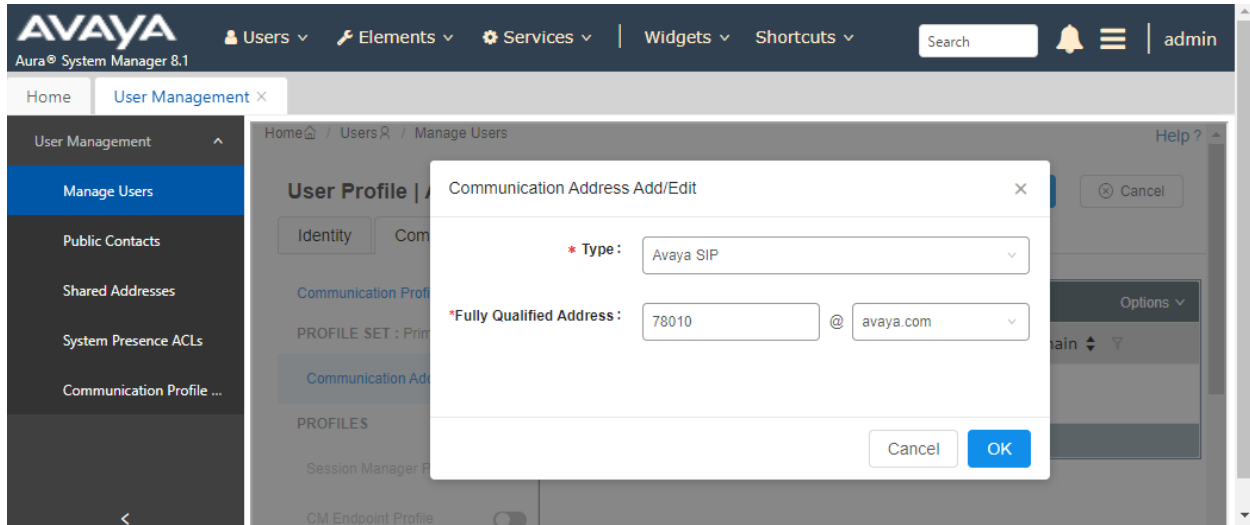 AVAYA
Aura® System Manager 8.1
Users Elements Services | Widgets Shortcuts Search admin
Home User Management ×
User Management
Manage Users
Public Contacts
Shared Addresses
System Presence ACLs
Communication Profile ...
Home / Users / Manage Users Help ?
User Profile | Cancel
Identity Com
Communication Profi
PROFILE SET : Prim
Communication Add
PROFILES
Session Manager P
CM Endpoint Profile
Options
main
Communication Address Add/Edit ×
* Type : Avaya SIP
*Fully Qualified Address : 78010 @ avaya.com
Cancel OK